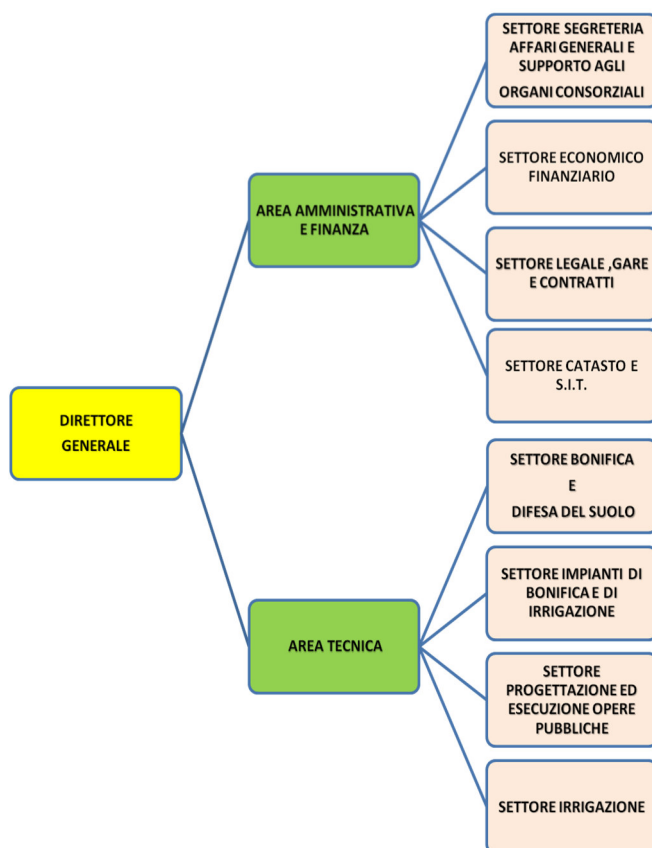 SETTORE SEGRETERIA
AFFARI GENERALI E
SUPPORTO AGLI
ORGANI CONSORZIALI
SETTORE ECONOMICO
FINANZIARIO
AREA AMMINISTRATIVA
E FINANZA
SETTORE LEGALE ,GARE
E CONTRATTI
SETTORE CATASTO E
S.I.T.
DIRETTORE
GENERALE
SETTORE BONIFICA
E
DIFESA DEL SUOLO
SETTORE IMPIANTI DI
BONIFICA E DI
IRRIGAZIONE
AREA TECNICA
SETTORE
PROGETTAZIONE ED
ESECUZIONE OPERE
PUBBLICHE
SETTORE IRRIGAZIONE